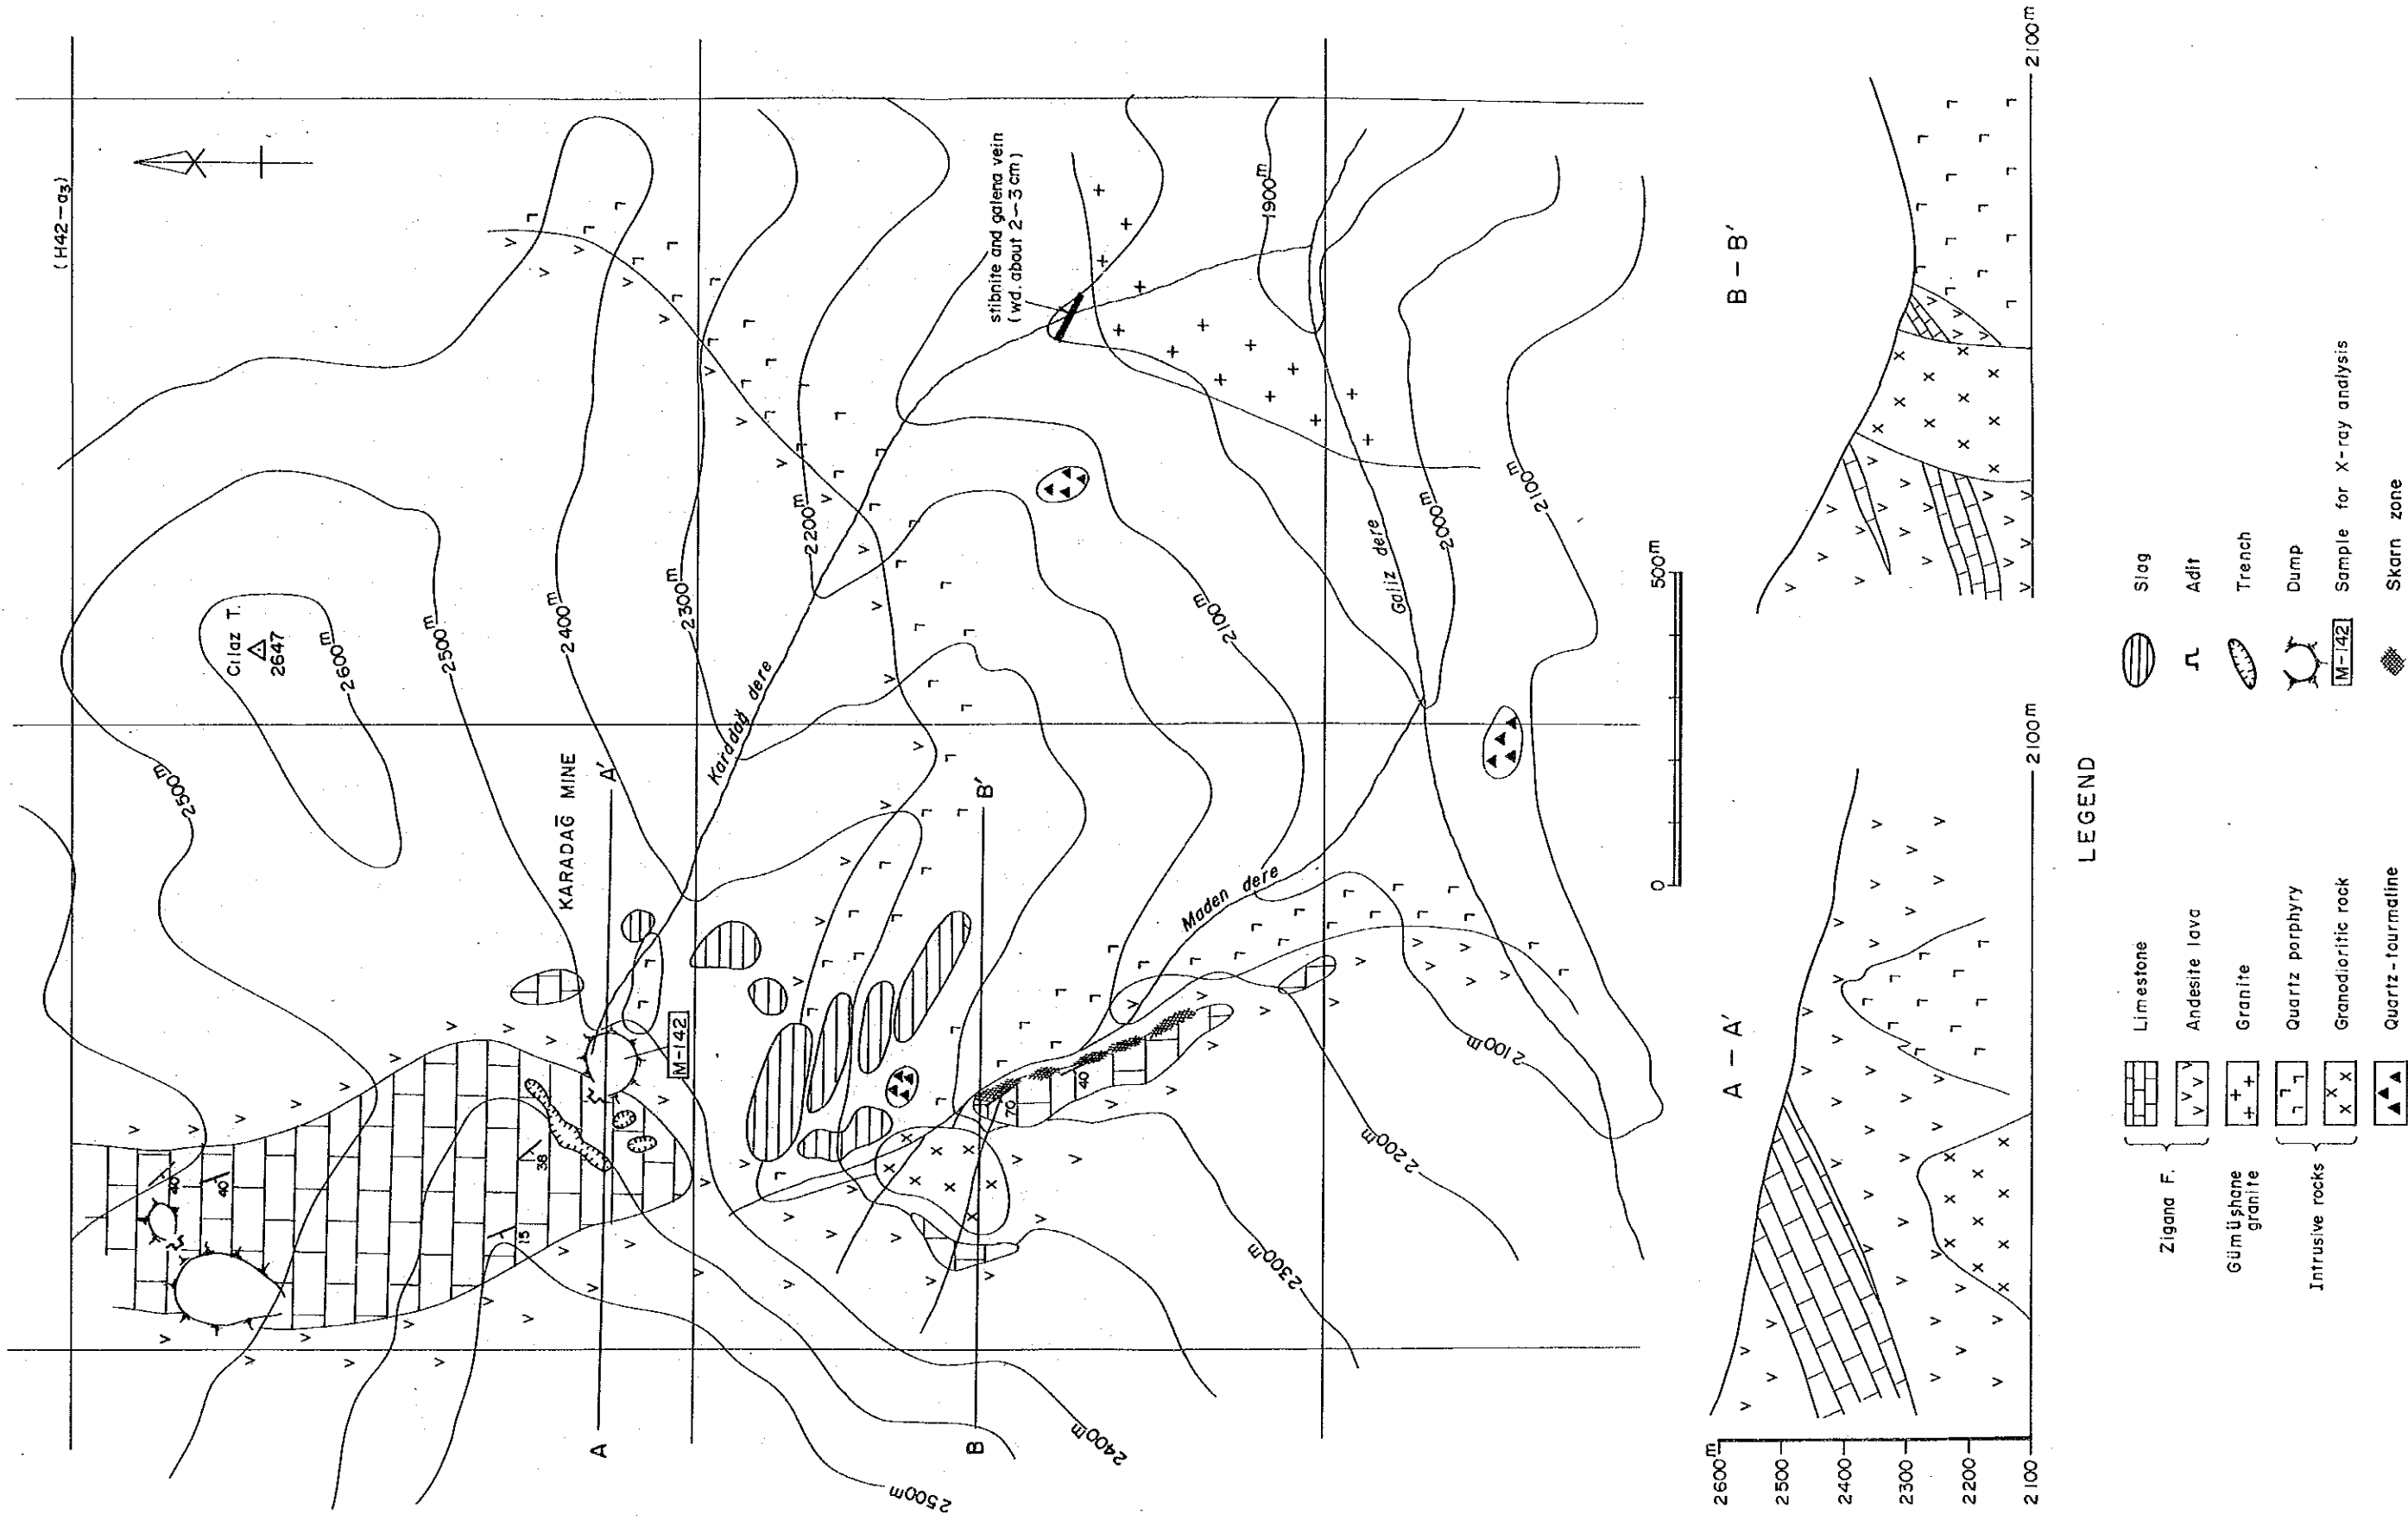 (H42-a3)
Cılaz T.
2647
2600m
2500m
2500m
2400m
2300m
2200m
KARADAĞ MINE
A
A'
M-142
Karadağ dere
stibnite and galena vein
(wd. about 2-3 cm)
1900m
40
40
38
15
B
B'
70
40
Maden dere
Galiz dere
2100m
2000m
2100m
2100m
2200m
2300m
2400m
2500m
0
500m
A - A'
B - B'
2600m
2500
2400
2300
2200
2100
2100m
2100m
LEGEND
Zigana F.
Limestone
Andesite lava
Gümüşhane
granite
Granite
Intrusive rocks
Quartz porphyry
Granodioritic rock
Quartz-tourmaline
Slag
Adit
Trench
Dump
M-142
Sample for X-ray analysis
Skarn zone